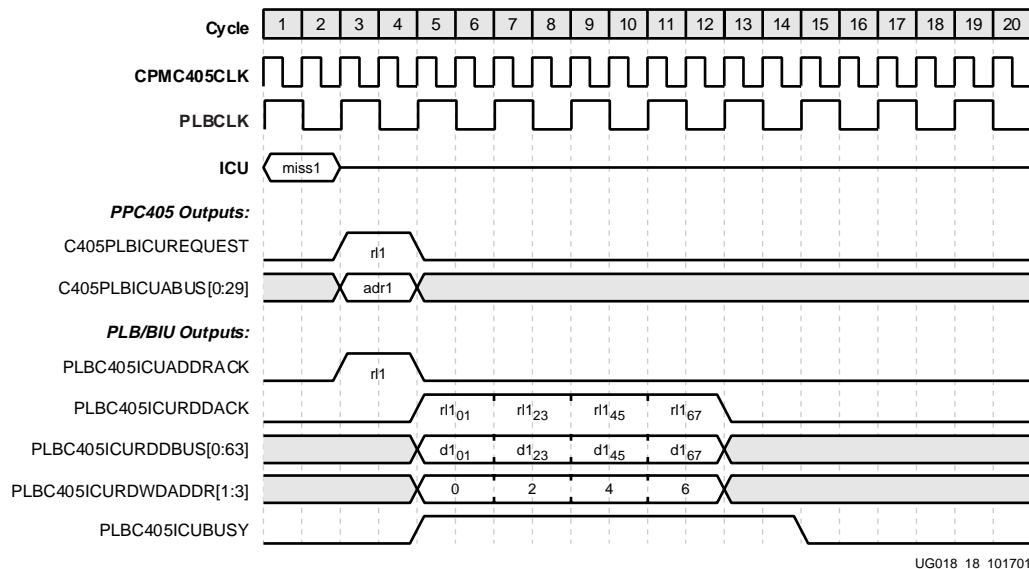 Cycle 1 2 3 4 5 6 7 8 9 10 11 12 13 14 15 16 17 18 19 20
CPMC405CLK
PLBCLK
ICU miss1
PPC405 Outputs:
C405PLBICUREQUEST rl1
C405PLBICUABUS[0:29] adr1
PLB/BIU Outputs:
PLBC405ICUADDRACK rl1
PLBC405ICURDDACK rl1₀₁ rl1₂₃ rl1₄₅ rl1₆₇
PLBC405ICURDDBUS[0:63] d1₀₁ d1₂₃ d1₄₅ d1₆₇
PLBC405ICURDWDADDR[1:3] 0 2 4 6
PLBC405ICUBUSY
UG018_18_101701